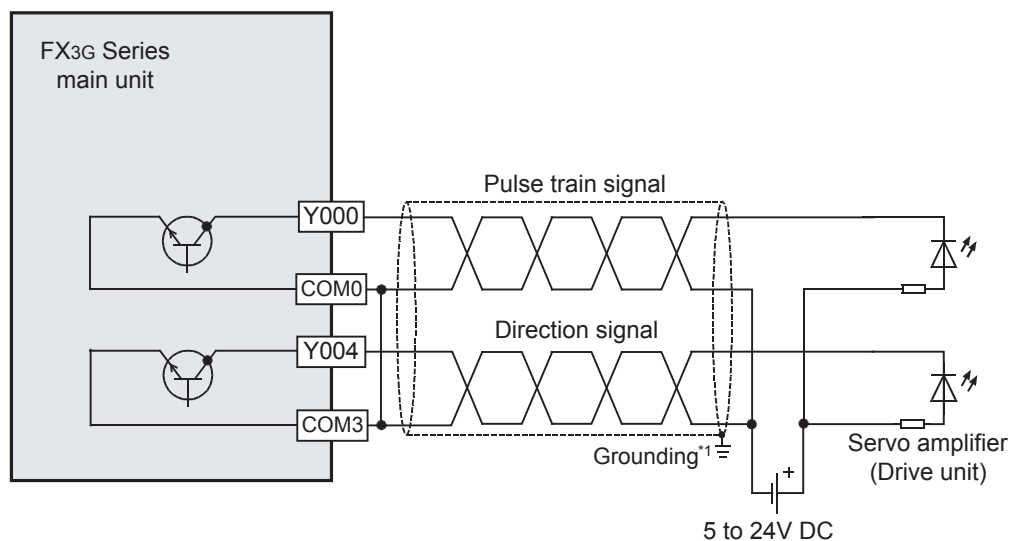 FX3G Series
main unit
Pulse train signal
Y000
COM0
Direction signal
Y004
COM3
Grounding*1
+
Servo amplifier
(Drive unit)
5 to 24V DC